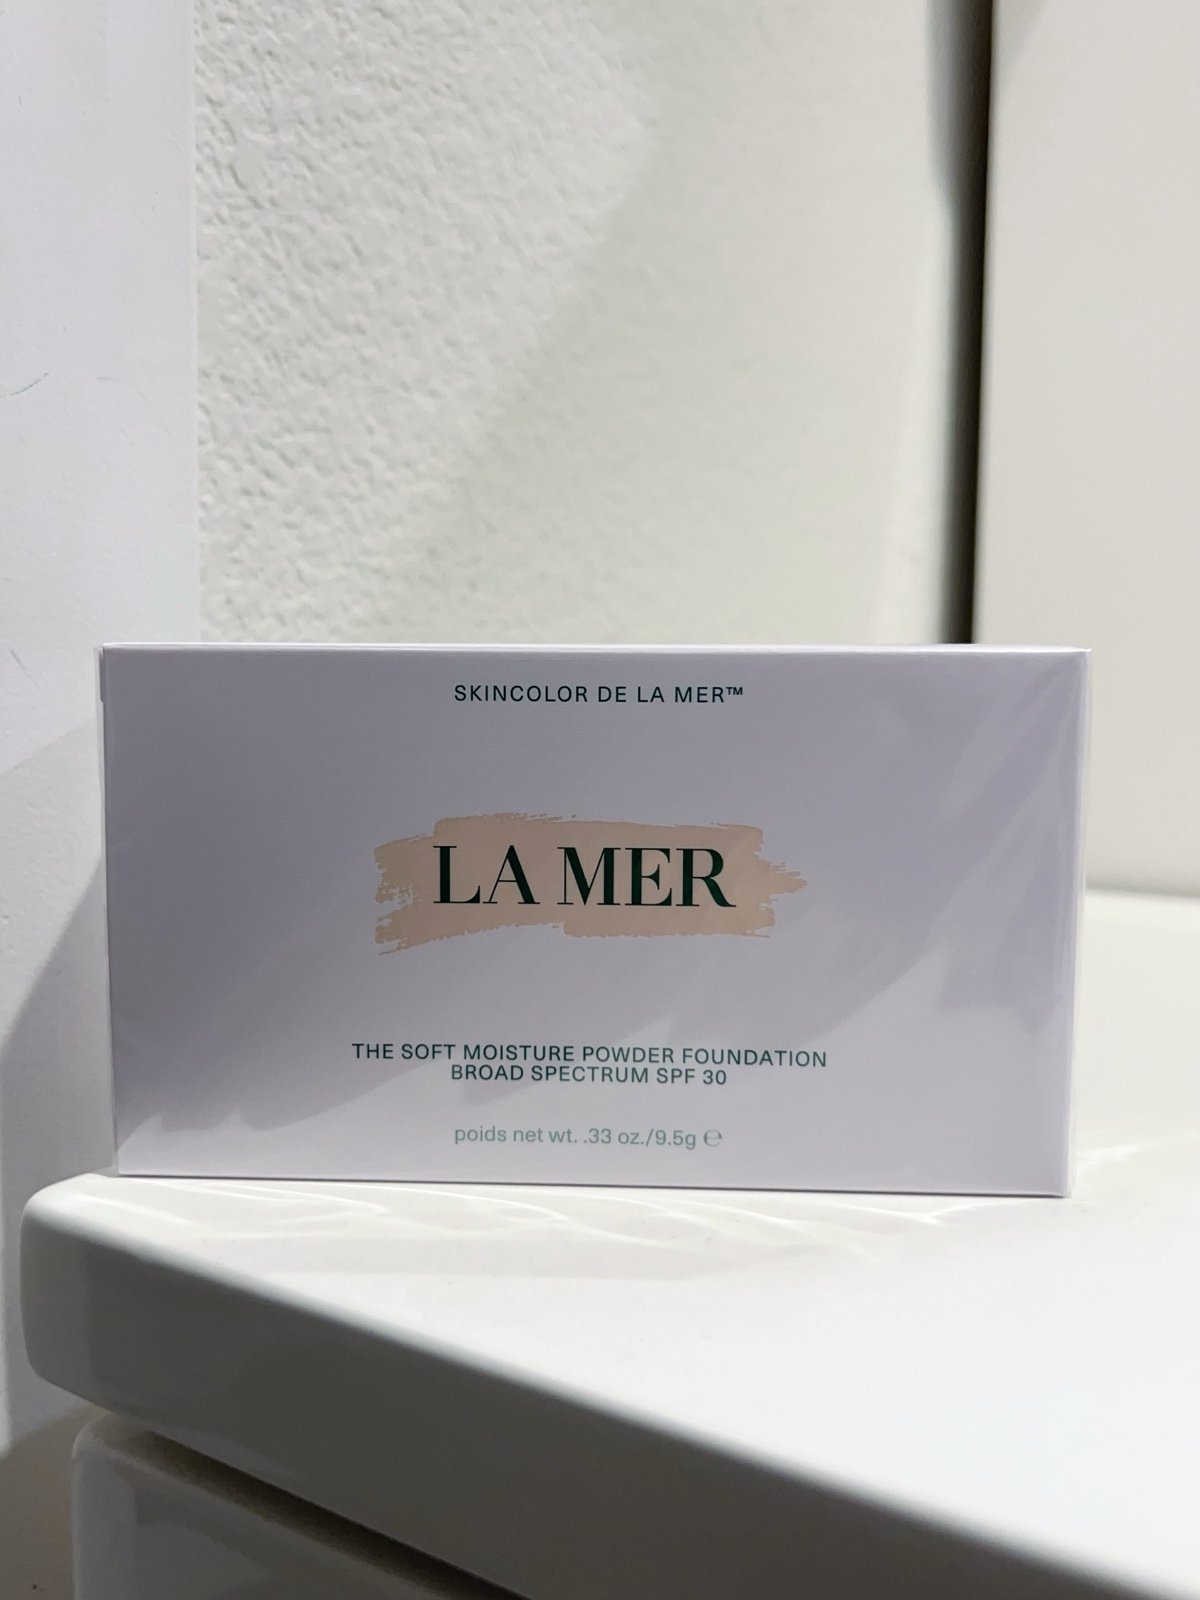 SKINCOLOR DE LA MER™
LA MER
THE SOFT MOISTURE POWDER FOUNDATION
BROAD SPECTRUM SPF 30
poids net wt. .33 oz./9.5g ℮